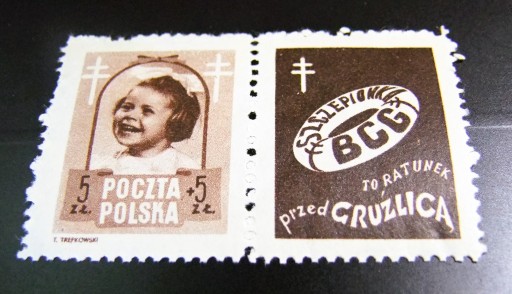 5 zł.
POCZTA
POLSKA
+5 zł.
T. TREPKOWSKI
SZCZEPIONKA
BCG
TO RATUNEK
przed GRUŹLICĄ